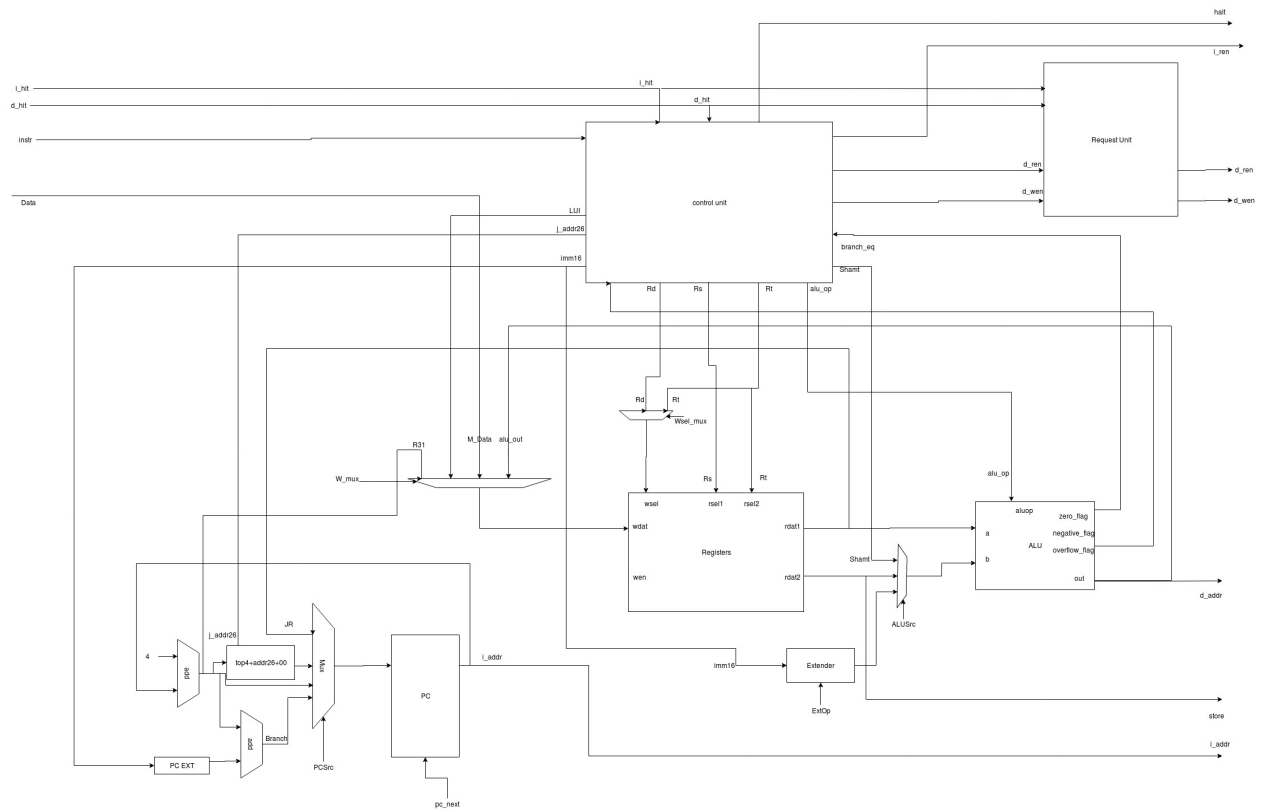 halt
i_ren
i_hit
i_hit
d_hit
d_hit
instr
Request Unit
d_ren
d_ren
d_wen
d_wen
Data
control unit
LUI
j_addr26
imm16
branch_eq
Shamt
Rd
Rs
Rt
alu_op
Rd
Rt
Wsel_mux
R31
M_Data
alu_out
W_mux
Rs
Rt
alu_op
wsel
rsel1
rsel2
aluop
zero_flag
wdat
rdat1
a
negative_flag
Registers
ALU
overflow_flag
Shamt
b
wen
rdat2
out
d_addr
ALUSrc
JR
j_addr26
4
add
top4+addr26+00
Mux
i_addr
imm16
Extender
PC
ExtOp
store
add
Branch
i_addr
PC EXT
PCSrc
pc_next